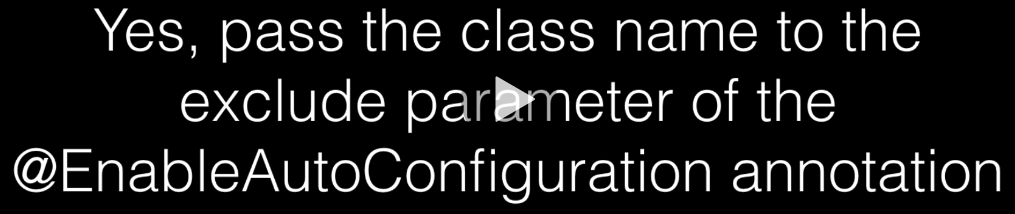 Yes, pass the class name to the
exclude parameter of the
@EnableAutoConfiguration annotation